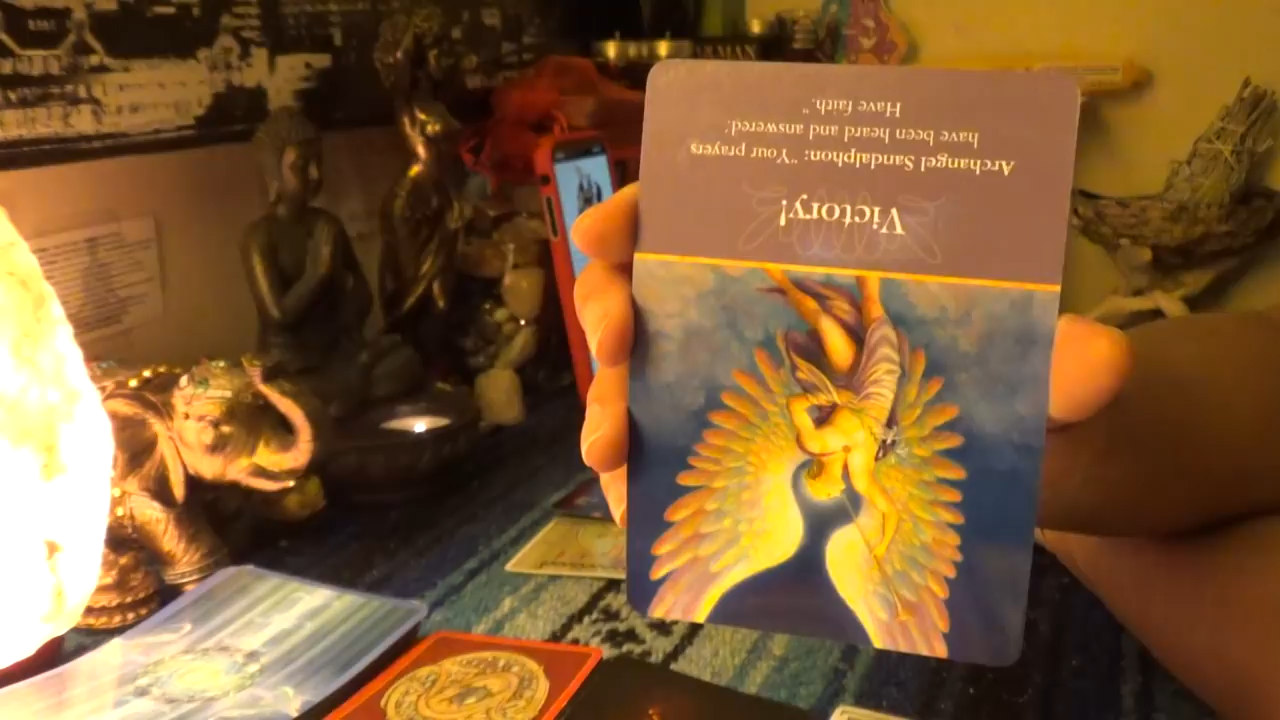 Victory!
Archangel Sandalphon: "Your prayers
have been heard and answered.
Have faith."